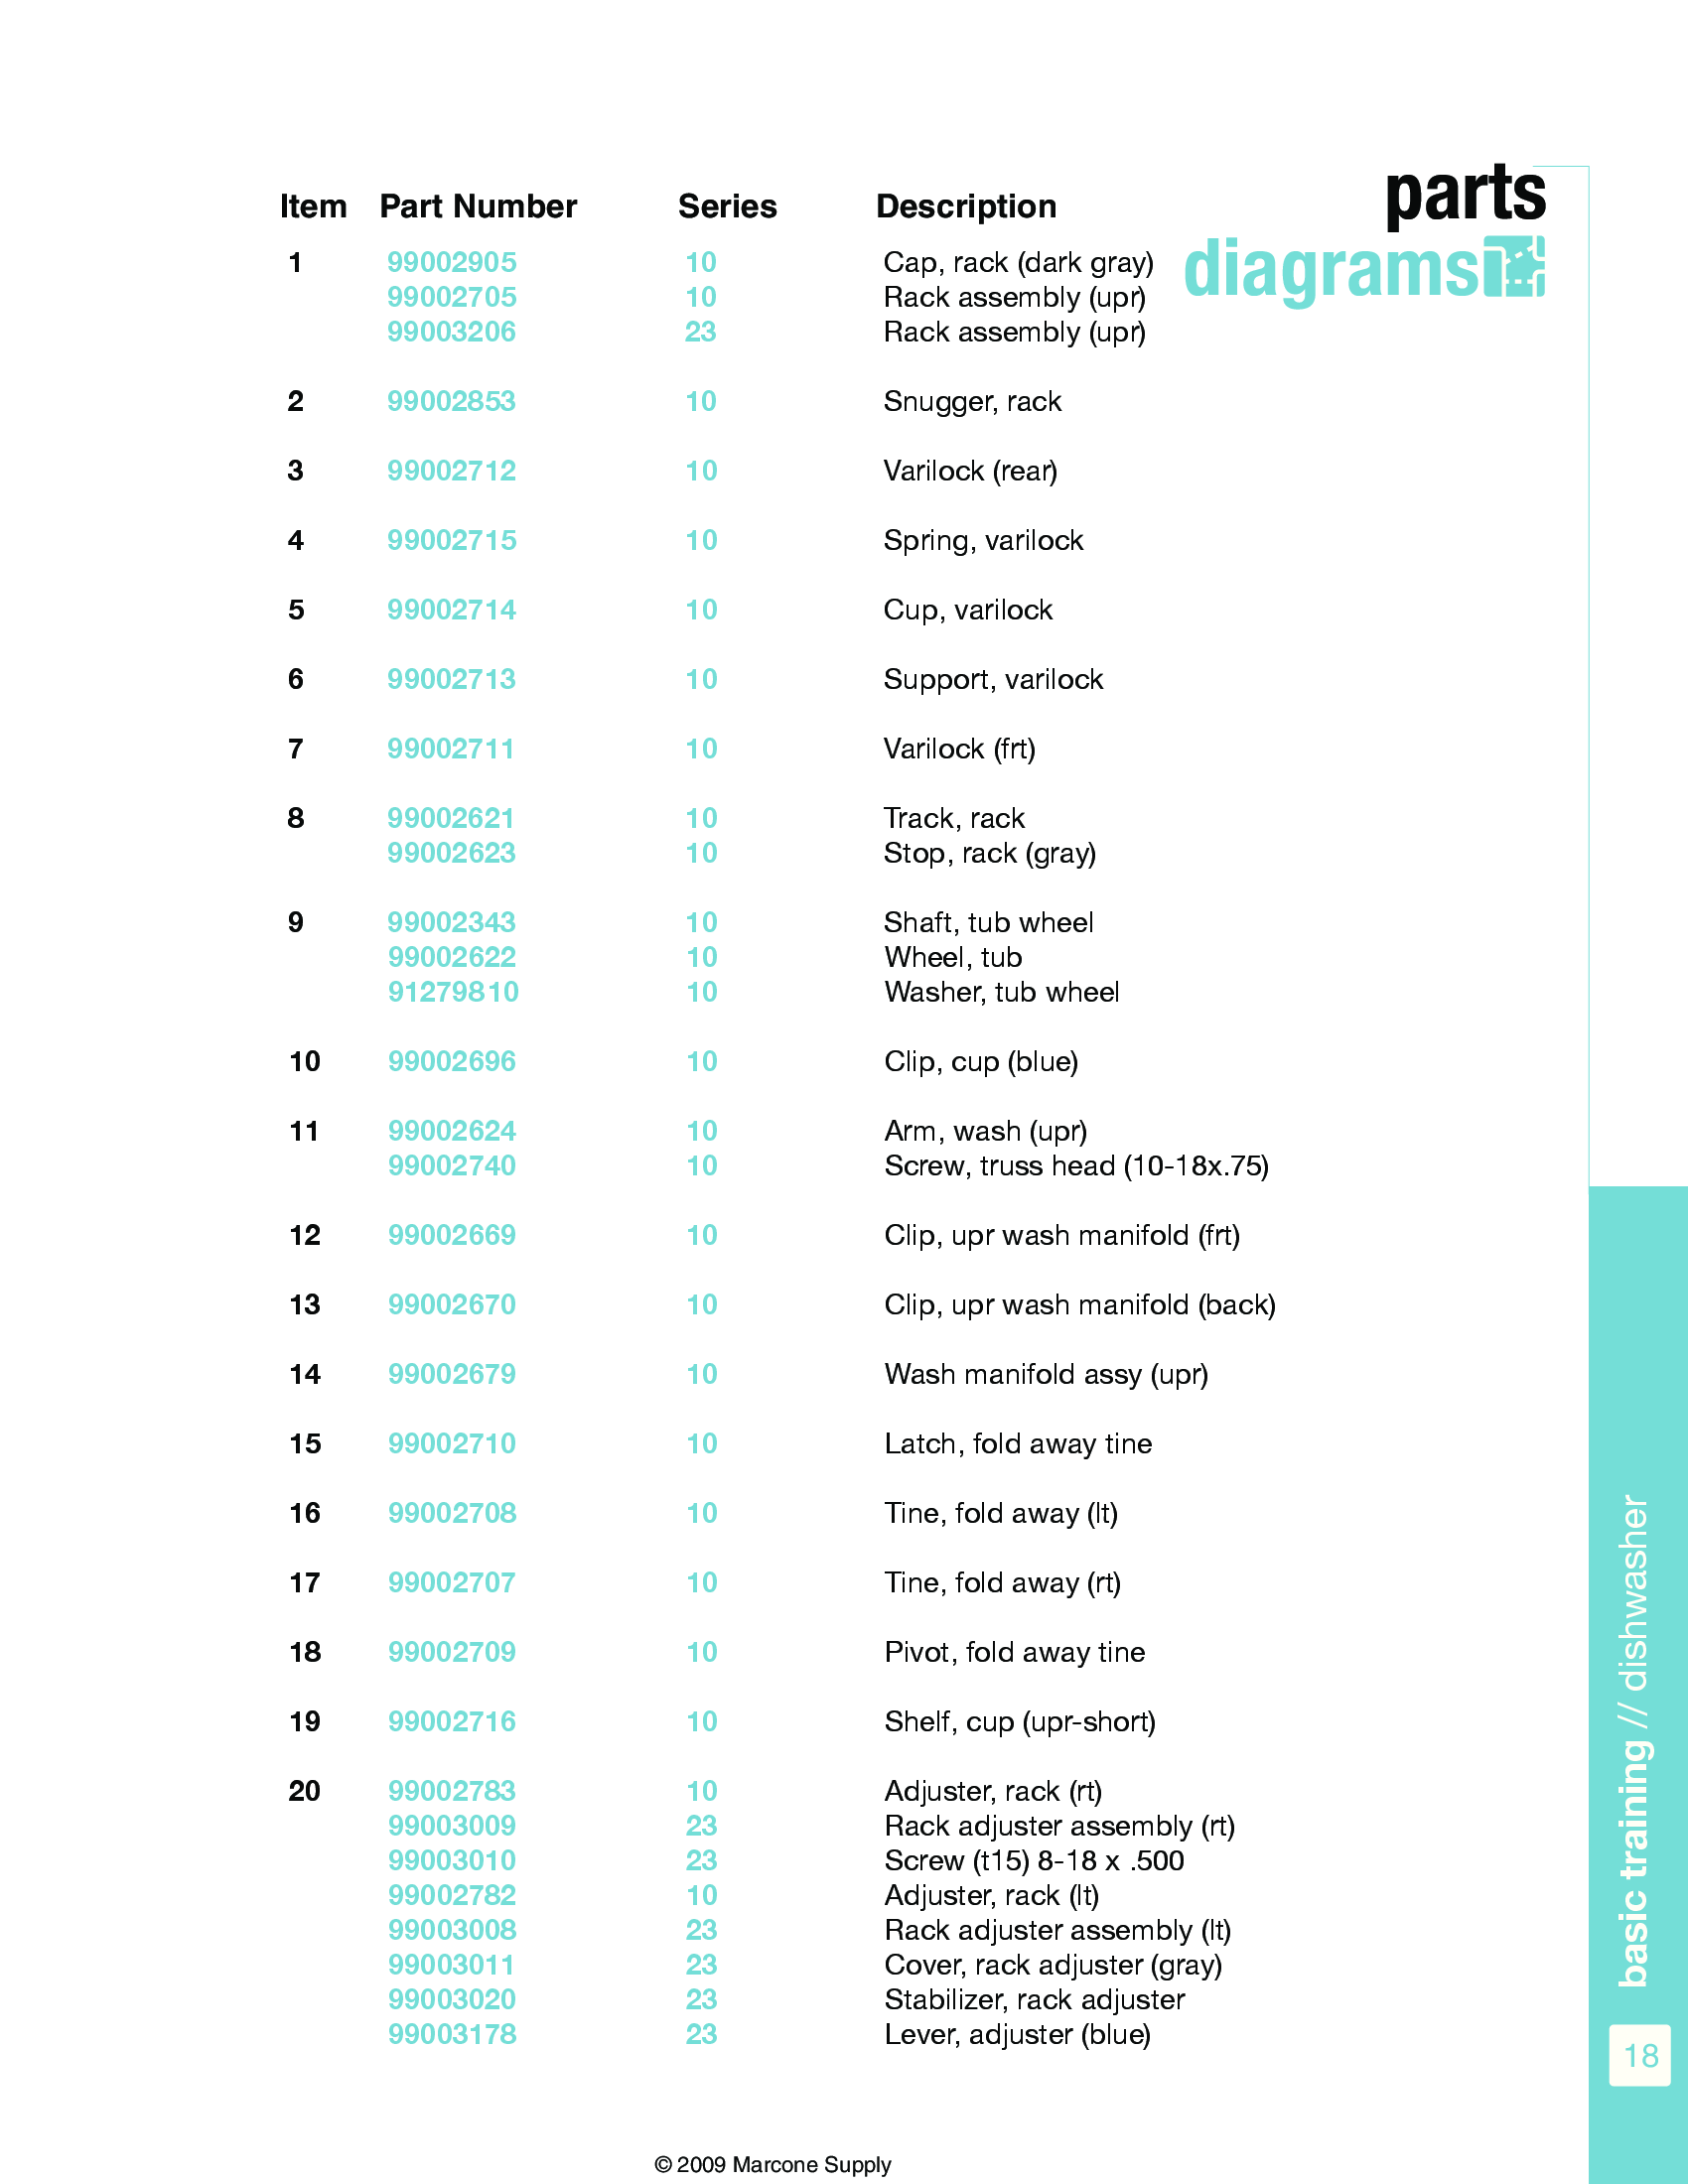 parts
diagrams
Item Part Number Series Description
1 99002905 10 Cap, rack (dark gray)
99002705 10 Rack assembly (upr)
99003206 23 Rack assembly (upr)
2 99002853 10 Snugger, rack
3 99002712 10 Varilock (rear)
4 99002715 10 Spring, varilock
5 99002714 10 Cup, varilock
6 99002713 10 Support, varilock
7 99002711 10 Varilock (frt)
8 99002621 10 Track, rack
99002623 10 Stop, rack (gray)
9 99002343 10 Shaft, tub wheel
99002622 10 Wheel, tub
91279810 10 Washer, tub wheel
10 99002696 10 Clip, cup (blue)
11 99002624 10 Arm, wash (upr)
99002740 10 Screw, truss head (10-18x.75)
12 99002669 10 Clip, upr wash manifold (frt)
13 99002670 10 Clip, upr wash manifold (back)
14 99002679 10 Wash manifold assy (upr)
15 99002710 10 Latch, fold away tine
16 99002708 10 Tine, fold away (lt)
17 99002707 10 Tine, fold away (rt)
18 99002709 10 Pivot, fold away tine
19 99002716 10 Shelf, cup (upr-short)
20 99002783 10 Adjuster, rack (rt)
99003009 23 Rack adjuster assembly (rt)
99003010 23 Screw (t15) 8-18 x .500
99002782 10 Adjuster, rack (lt)
99003008 23 Rack adjuster assembly (lt)
99003011 23 Cover, rack adjuster (gray)
99003020 23 Stabilizer, rack adjuster
99003178 23 Lever, adjuster (blue)
basic training // dishwasher
18
© 2009 Marcone Supply